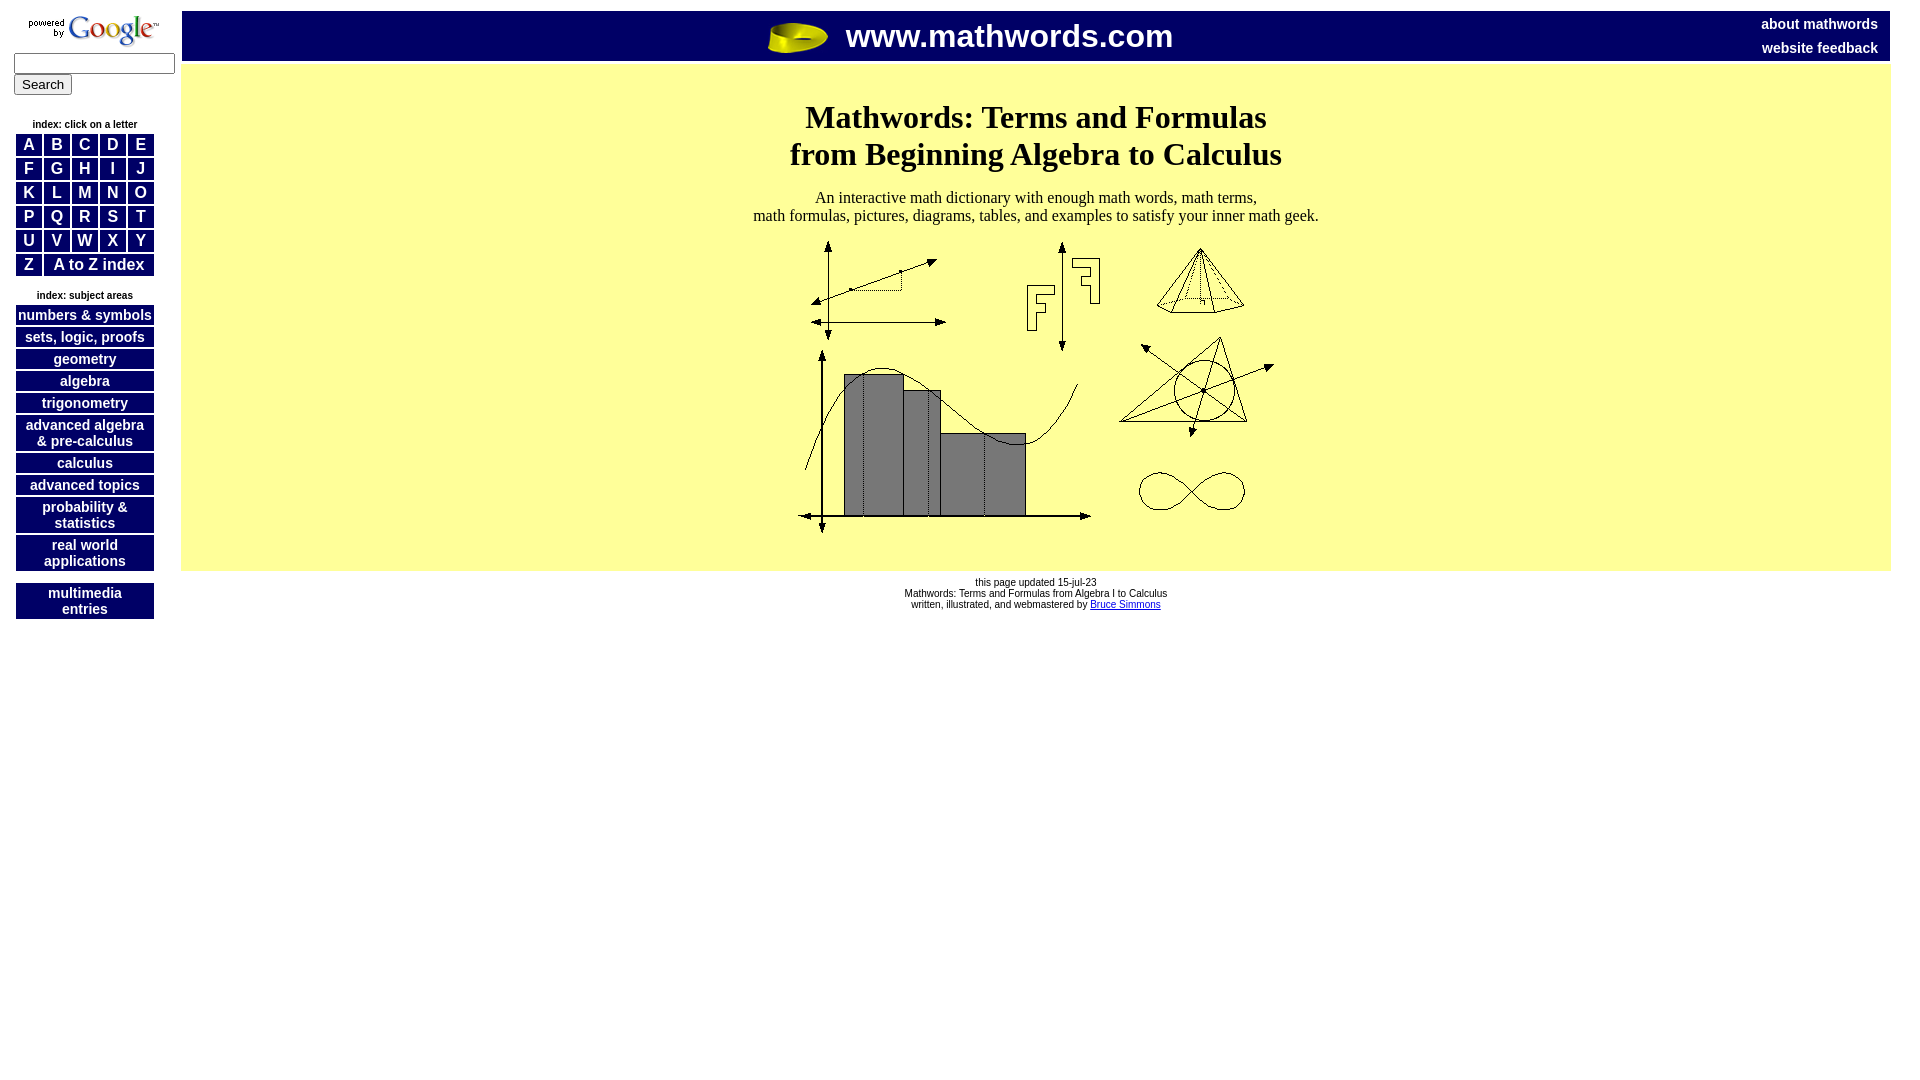 powered
by Google™
Search
index: click on a letter
A B C D E
F G H I J
K L M N O
P Q R S T
U V W X Y
Z A to Z index
index: subject areas
numbers & symbols
sets, logic, proofs
geometry
algebra
trigonometry
advanced algebra
& pre-calculus
calculus
advanced topics
probability &
statistics
real world
applications
multimedia
entries
www.mathwords.com
about mathwords
website feedback
Mathwords: Terms and Formulas
from Beginning Algebra to Calculus
An interactive math dictionary with enough math words, math terms,
math formulas, pictures, diagrams, tables, and examples to satisfy your inner math geek.
this page updated 15-jul-23
Mathwords: Terms and Formulas from Algebra I to Calculus
written, illustrated, and webmastered by Bruce Simmons